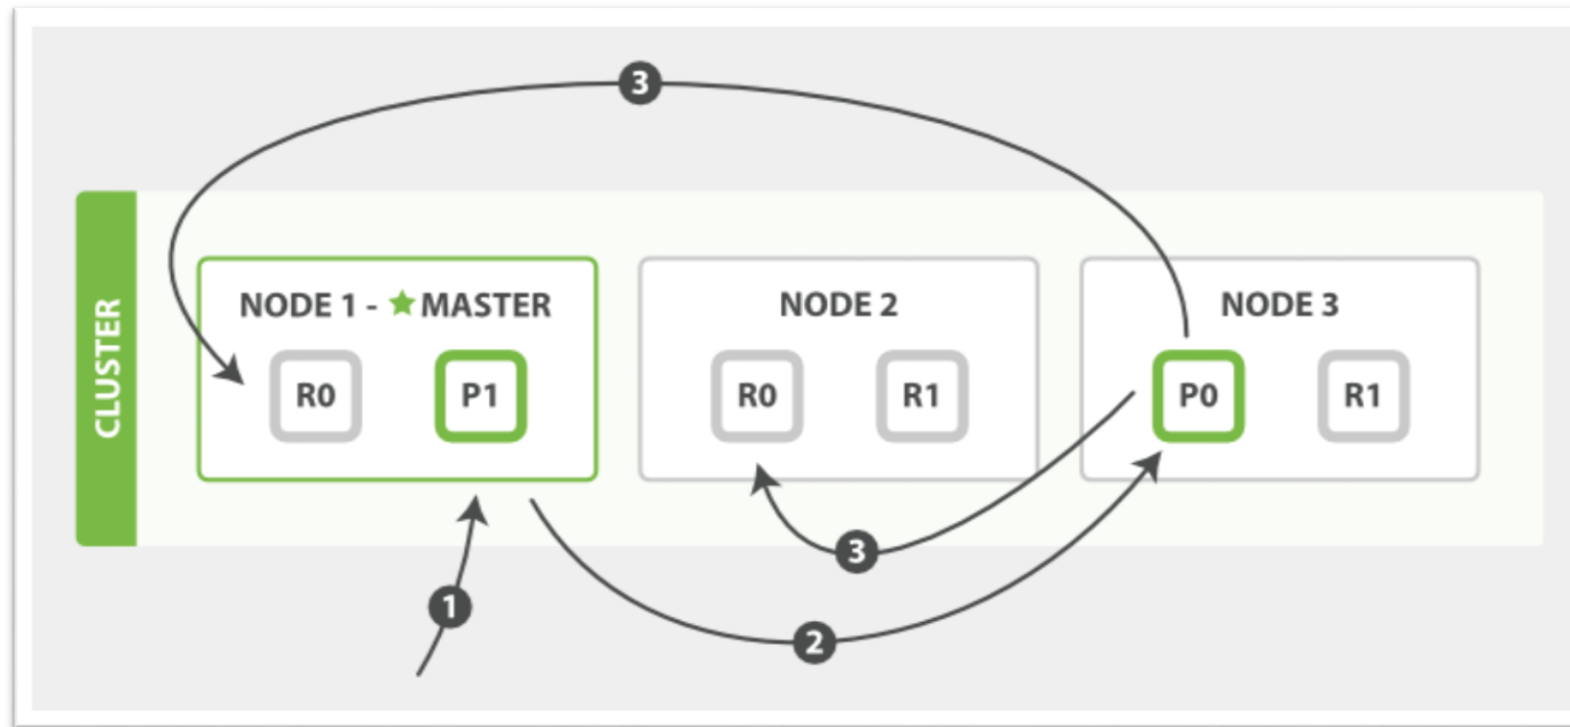 3
CLUSTER
NODE 1 - ★MASTER
NODE 2
NODE 3
R0
P1
R0
R1
P0
R1
3
1
2